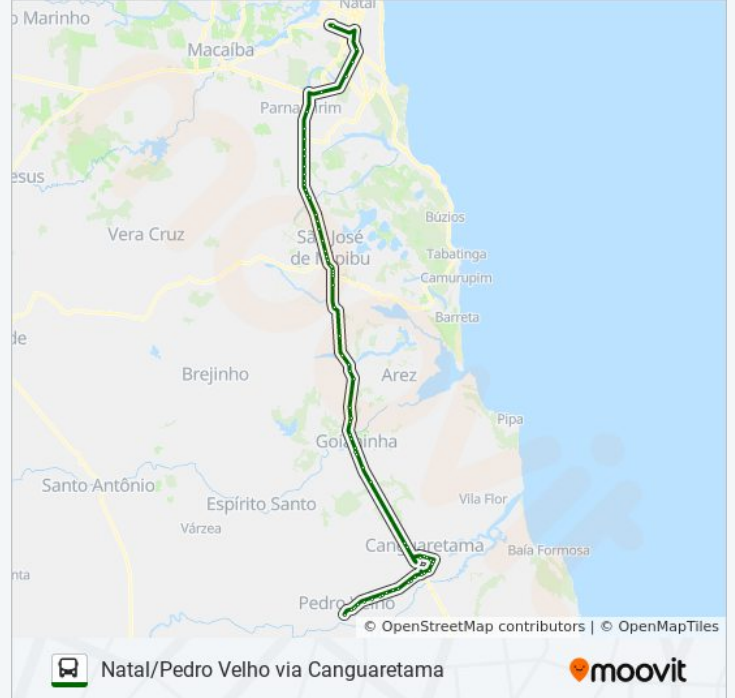 Natal
o Marinho
Macaíba
Parnamirim
esus
Búzios
Vera Cruz
São José
de Mipibu
Tabatinga
Camurupim
Barreta
de
Brejinho
Arez
Pipa
Goianinha
Santo Antônio
Espírito Santo
Vila Flor
Várzea
Canguaretama
Baía Formosa
nta
Pedro Velho
© OpenStreetMap contributors | © OpenMapTiles
Natal/Pedro Velho via Canguaretama
moovit